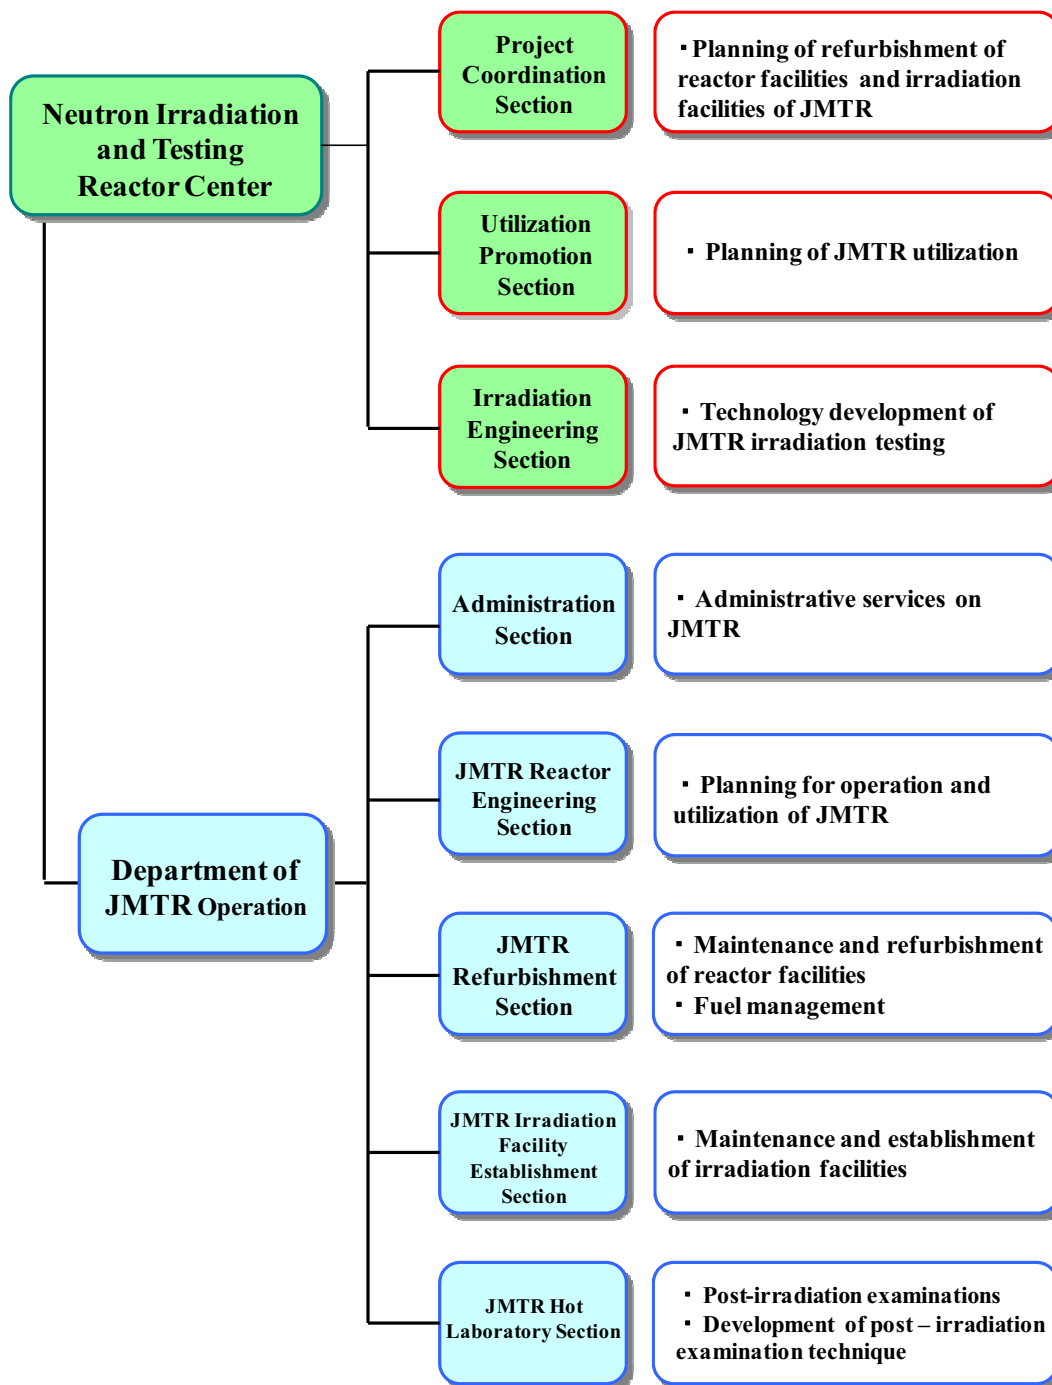 Neutron Irradiation
and Testing
Reactor Center
Project
Coordination
Section
・Planning of refurbishment of
reactor facilities and irradiation
facilities of JMTR
Utilization
Promotion
Section
・Planning of JMTR utilization
Irradiation
Engineering
Section
・Technology development of
JMTR irradiation testing
Department of
JMTR Operation
Administration
Section
・Administrative services on
JMTR
JMTR Reactor
Engineering
Section
・Planning for operation and
utilization of JMTR
JMTR
Refurbishment
Section
・Maintenance and refurbishment
of reactor facilities
・Fuel management
JMTR Irradiation
Facility
Establishment
Section
・Maintenance and establishment
of irradiation facilities
JMTR Hot
Laboratory Section
・Post-irradiation examinations
・Development of post – irradiation
examination technique